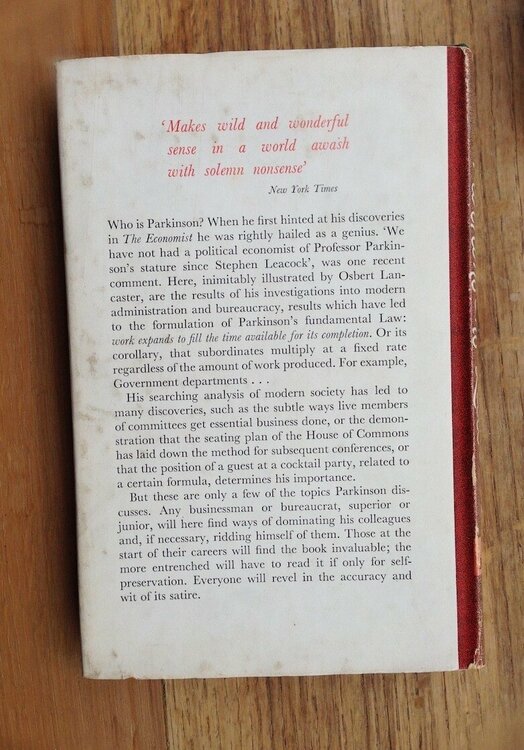 ‘Makes wild and wonderful
sense in a world awash
with solemn nonsense’
New York Times
Who is Parkinson? When he first hinted at his discoveries
in The Economist he was rightly hailed as a genius. ‘We
have not had a political economist of Professor Parkin-
son’s stature since Stephen Leacock’, was one recent
comment. Here, inimitably illustrated by Osbert Lan-
caster, are the results of his investigations into modern
administration and bureaucracy, results which have led
to the formulation of Parkinson’s fundamental Law:
work expands to fill the time available for its completion. Or its
corollary, that subordinates multiply at a fixed rate
regardless of the amount of work produced. For example,
Government departments . . .
His searching analysis of modern society has led to
many discoveries, such as the subtle ways live members
of committees get essential business done, or the demon-
stration that the seating plan of the House of Commons
has laid down the method for subsequent conferences, or
that the position of a guest at a cocktail party, related to
a certain formula, determines his importance.
But these are only a few of the topics Parkinson dis-
cusses. Any businessman or bureaucrat, superior or
junior, will here find ways of dominating his colleagues
and, if necessary, ridding himself of them. Those at the
start of their careers will find the book invaluable; the
more entrenched will have to read it if only for self-
preservation. Everyone will revel in the accuracy and
wit of its satire.